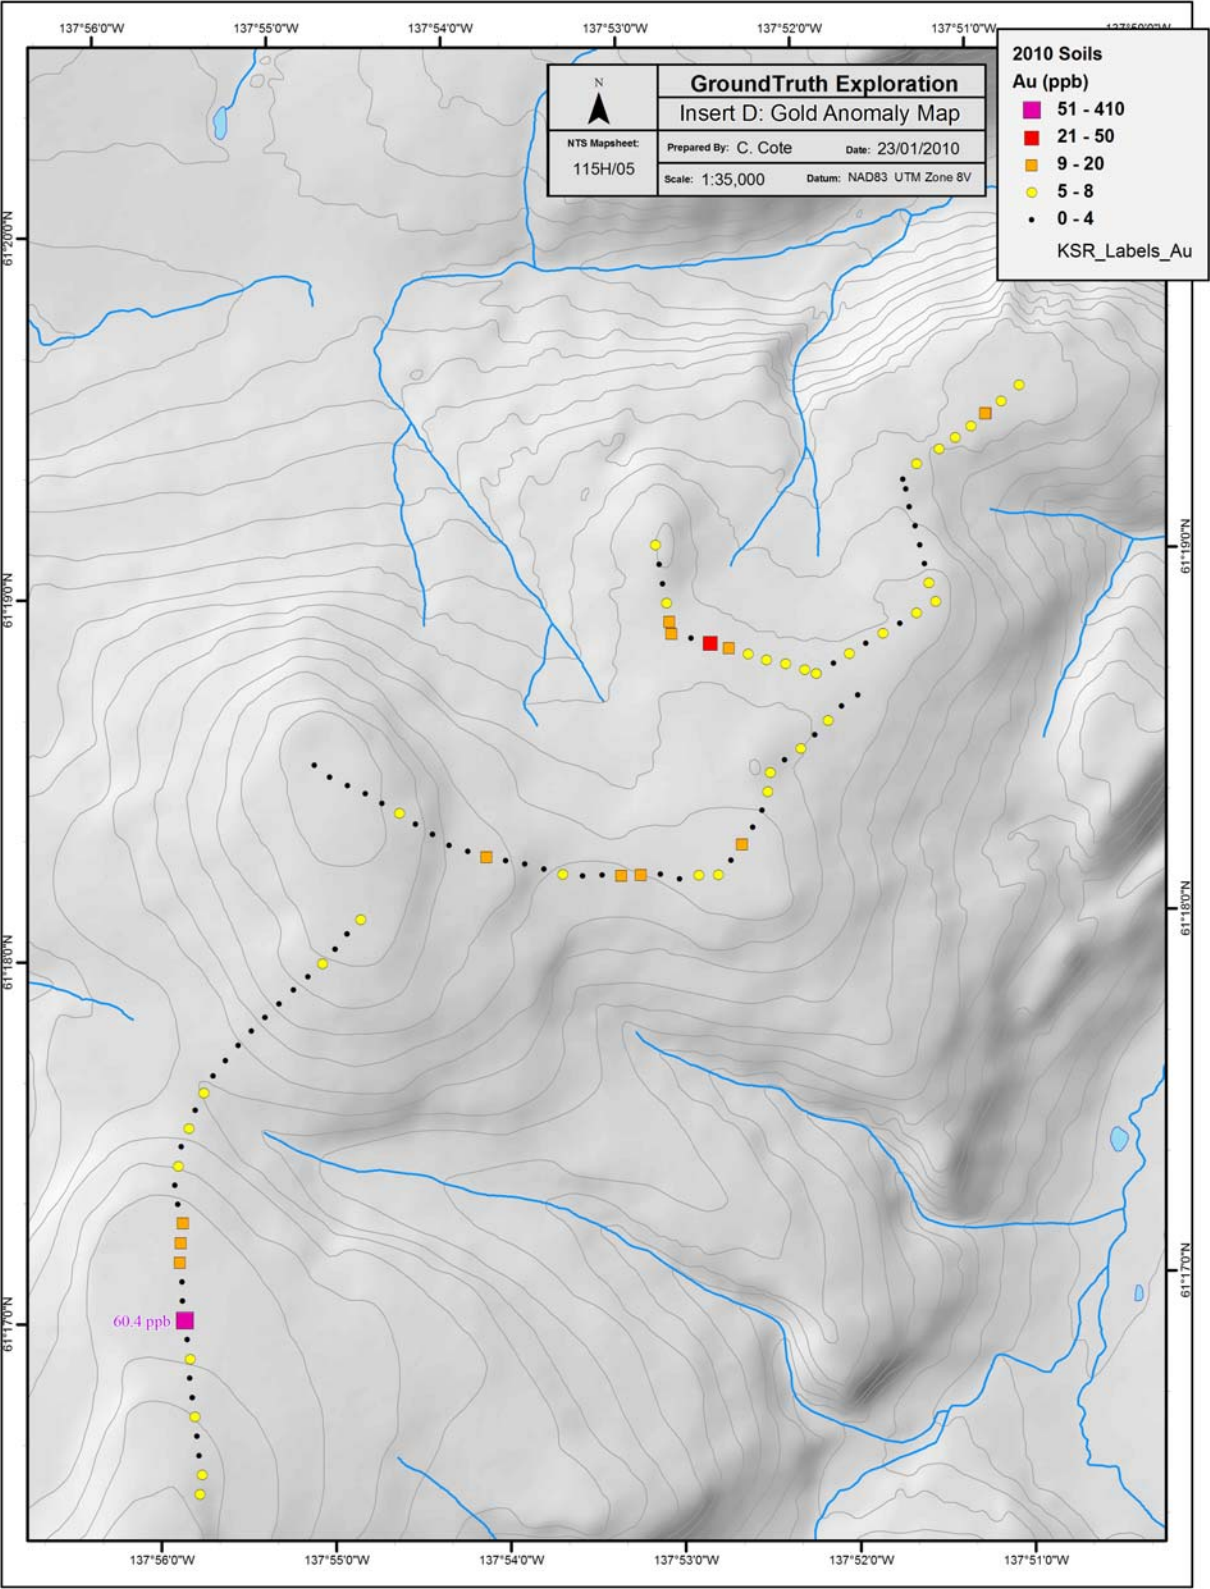 137°56'0"W 137°55'0"W 137°54'0"W 137°53'0"W 137°52'0"W 137°51'0"W
2010 Soils
Au (ppb)
51 - 410
21 - 50
9 - 20
5 - 8
0 - 4
KSR_Labels_Au
N
NTS Mapsheet:
115H/05
GroundTruth Exploration
Insert D: Gold Anomaly Map
Prepared By: C. Cote Date: 23/01/2010
Scale: 1:35,000 Datum: NAD83 UTM Zone 8V
61°20'0"N
61°19'0"N
61°19'0"N
61°18'0"N
61°18'0"N
61°17'0"N
61°17'0"N
60.4 ppb
137°56'0"W 137°55'0"W 137°54'0"W 137°53'0"W 137°52'0"W 137°51'0"W